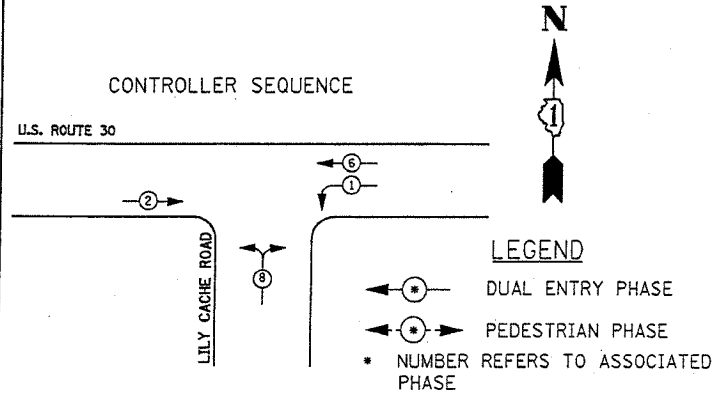 N
CONTROLLER SEQUENCE
1
U.S. ROUTE 30
6
1
2
8
LILY CACHE ROAD
LEGEND
* DUAL ENTRY PHASE
* PEDESTRIAN PHASE
* NUMBER REFERS TO ASSOCIATED
PHASE